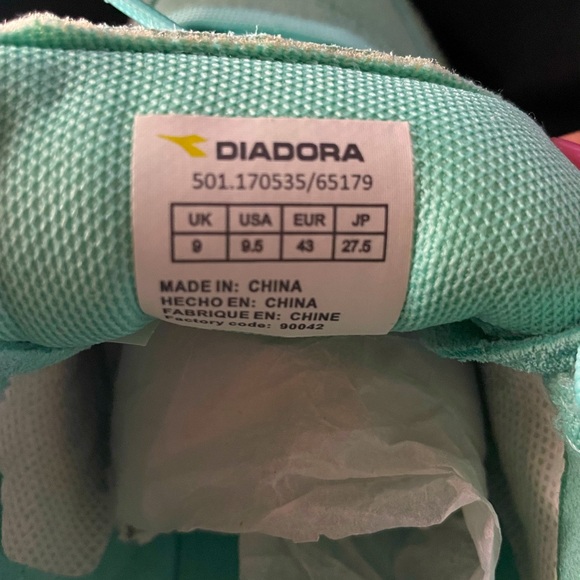 DIADORA
501.170535/65179
UK USA EUR JP
9 9.5 43 27.5
MADE IN: CHINA
HECHO EN: CHINA
FABRIQUE EN: CHINE
Factory code: 90042